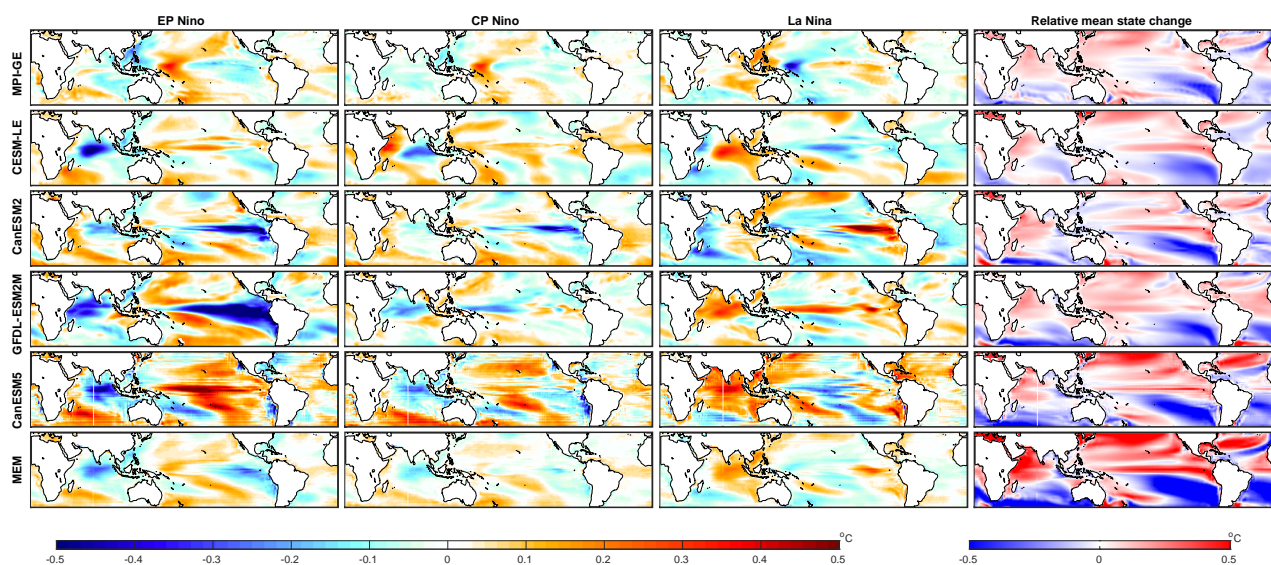 EP Nino CP Nino La Nina Relative mean state change
MPI-GE
CESM-LE
CanESM2
GFDL-ESM2M
CanESM5
MEM
oC oC
-0.5 -0.4 -0.3 -0.2 -0.1 0 0.1 0.2 0.3 0.4 0.5 -0.5 0 0.5